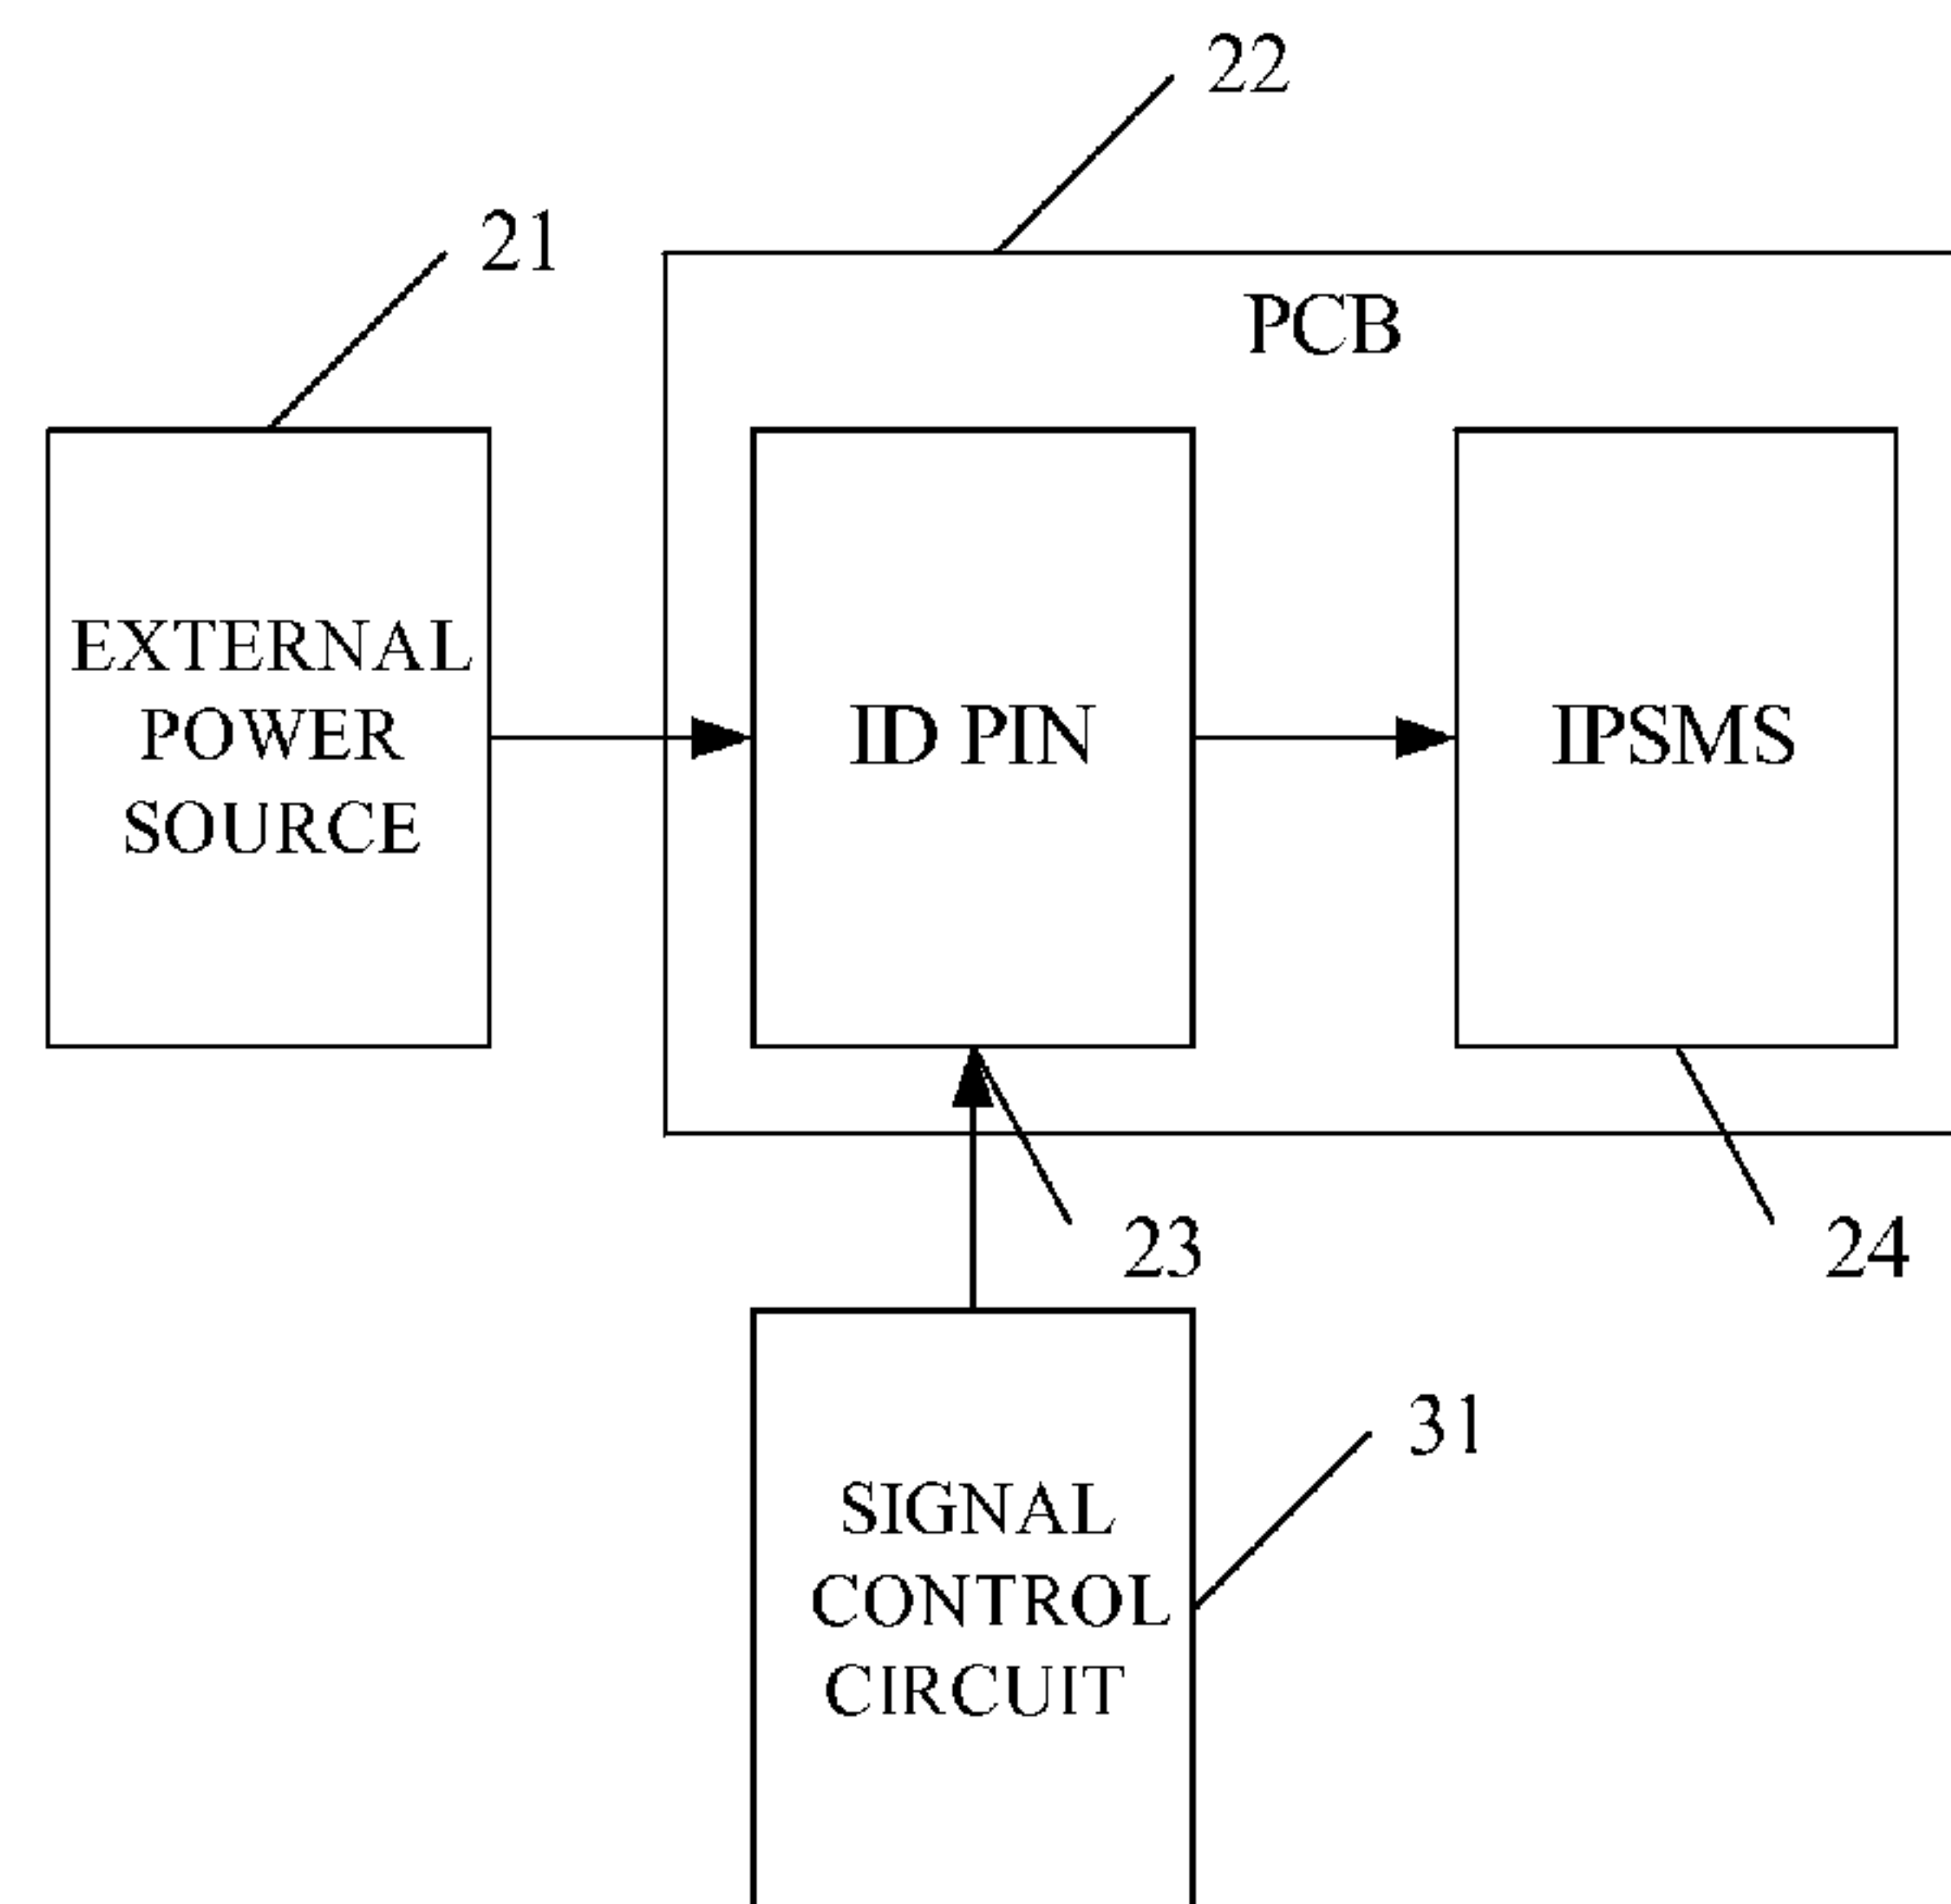 22
21
PCB
EXTERNAL
POWER
SOURCE
ID PIN
IPSMS
23
24
31
SIGNAL
CONTROL
CIRCUIT